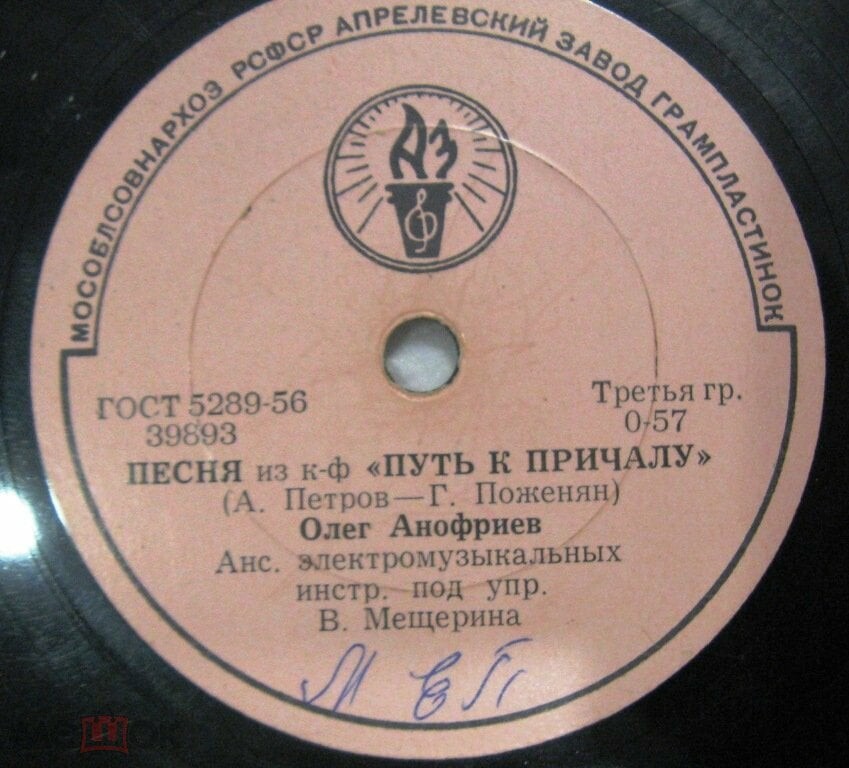 МОСОБЛСОВНАРХОЗ РСФСР АПРЕЛЕВСКИЙ ЗАВОД ГРАМПЛАСТИНОК
АЗ
ГОСТ 5289-56
39893
Третья гр.
0-57
ПЕСНЯ из к-ф «ПУТЬ К ПРИЧАЛУ»
(А. Петров—Г. Поженян)
Олег Анофриев
Анс. электромузыкальных
инстр. под упр.
В. Мещерина